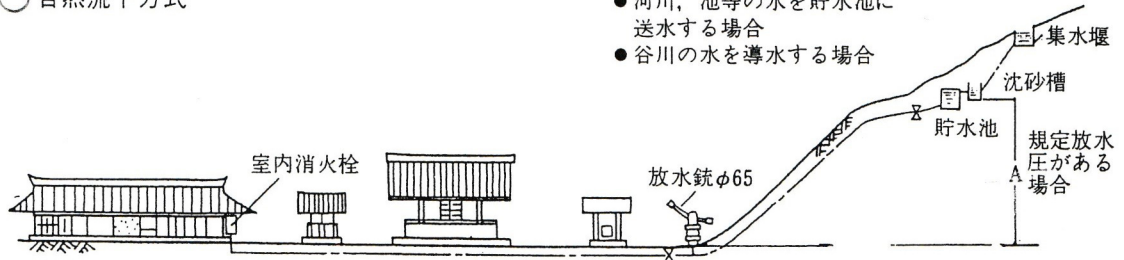 自然流下方式
● 河川，池等の水を貯水池に
送水する場合
● 谷川の水を導水する場合
集水堰
沈砂槽
貯水池
規定放水
圧がある
場合
A
室内消火栓
放水銃φ65